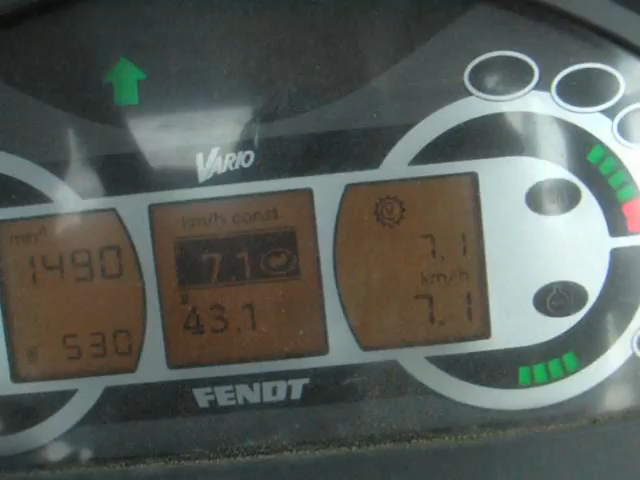 VARIO
min/1
1490
530
km/h const
7.1
43.1
7.1
km/h
7.1
FENDT